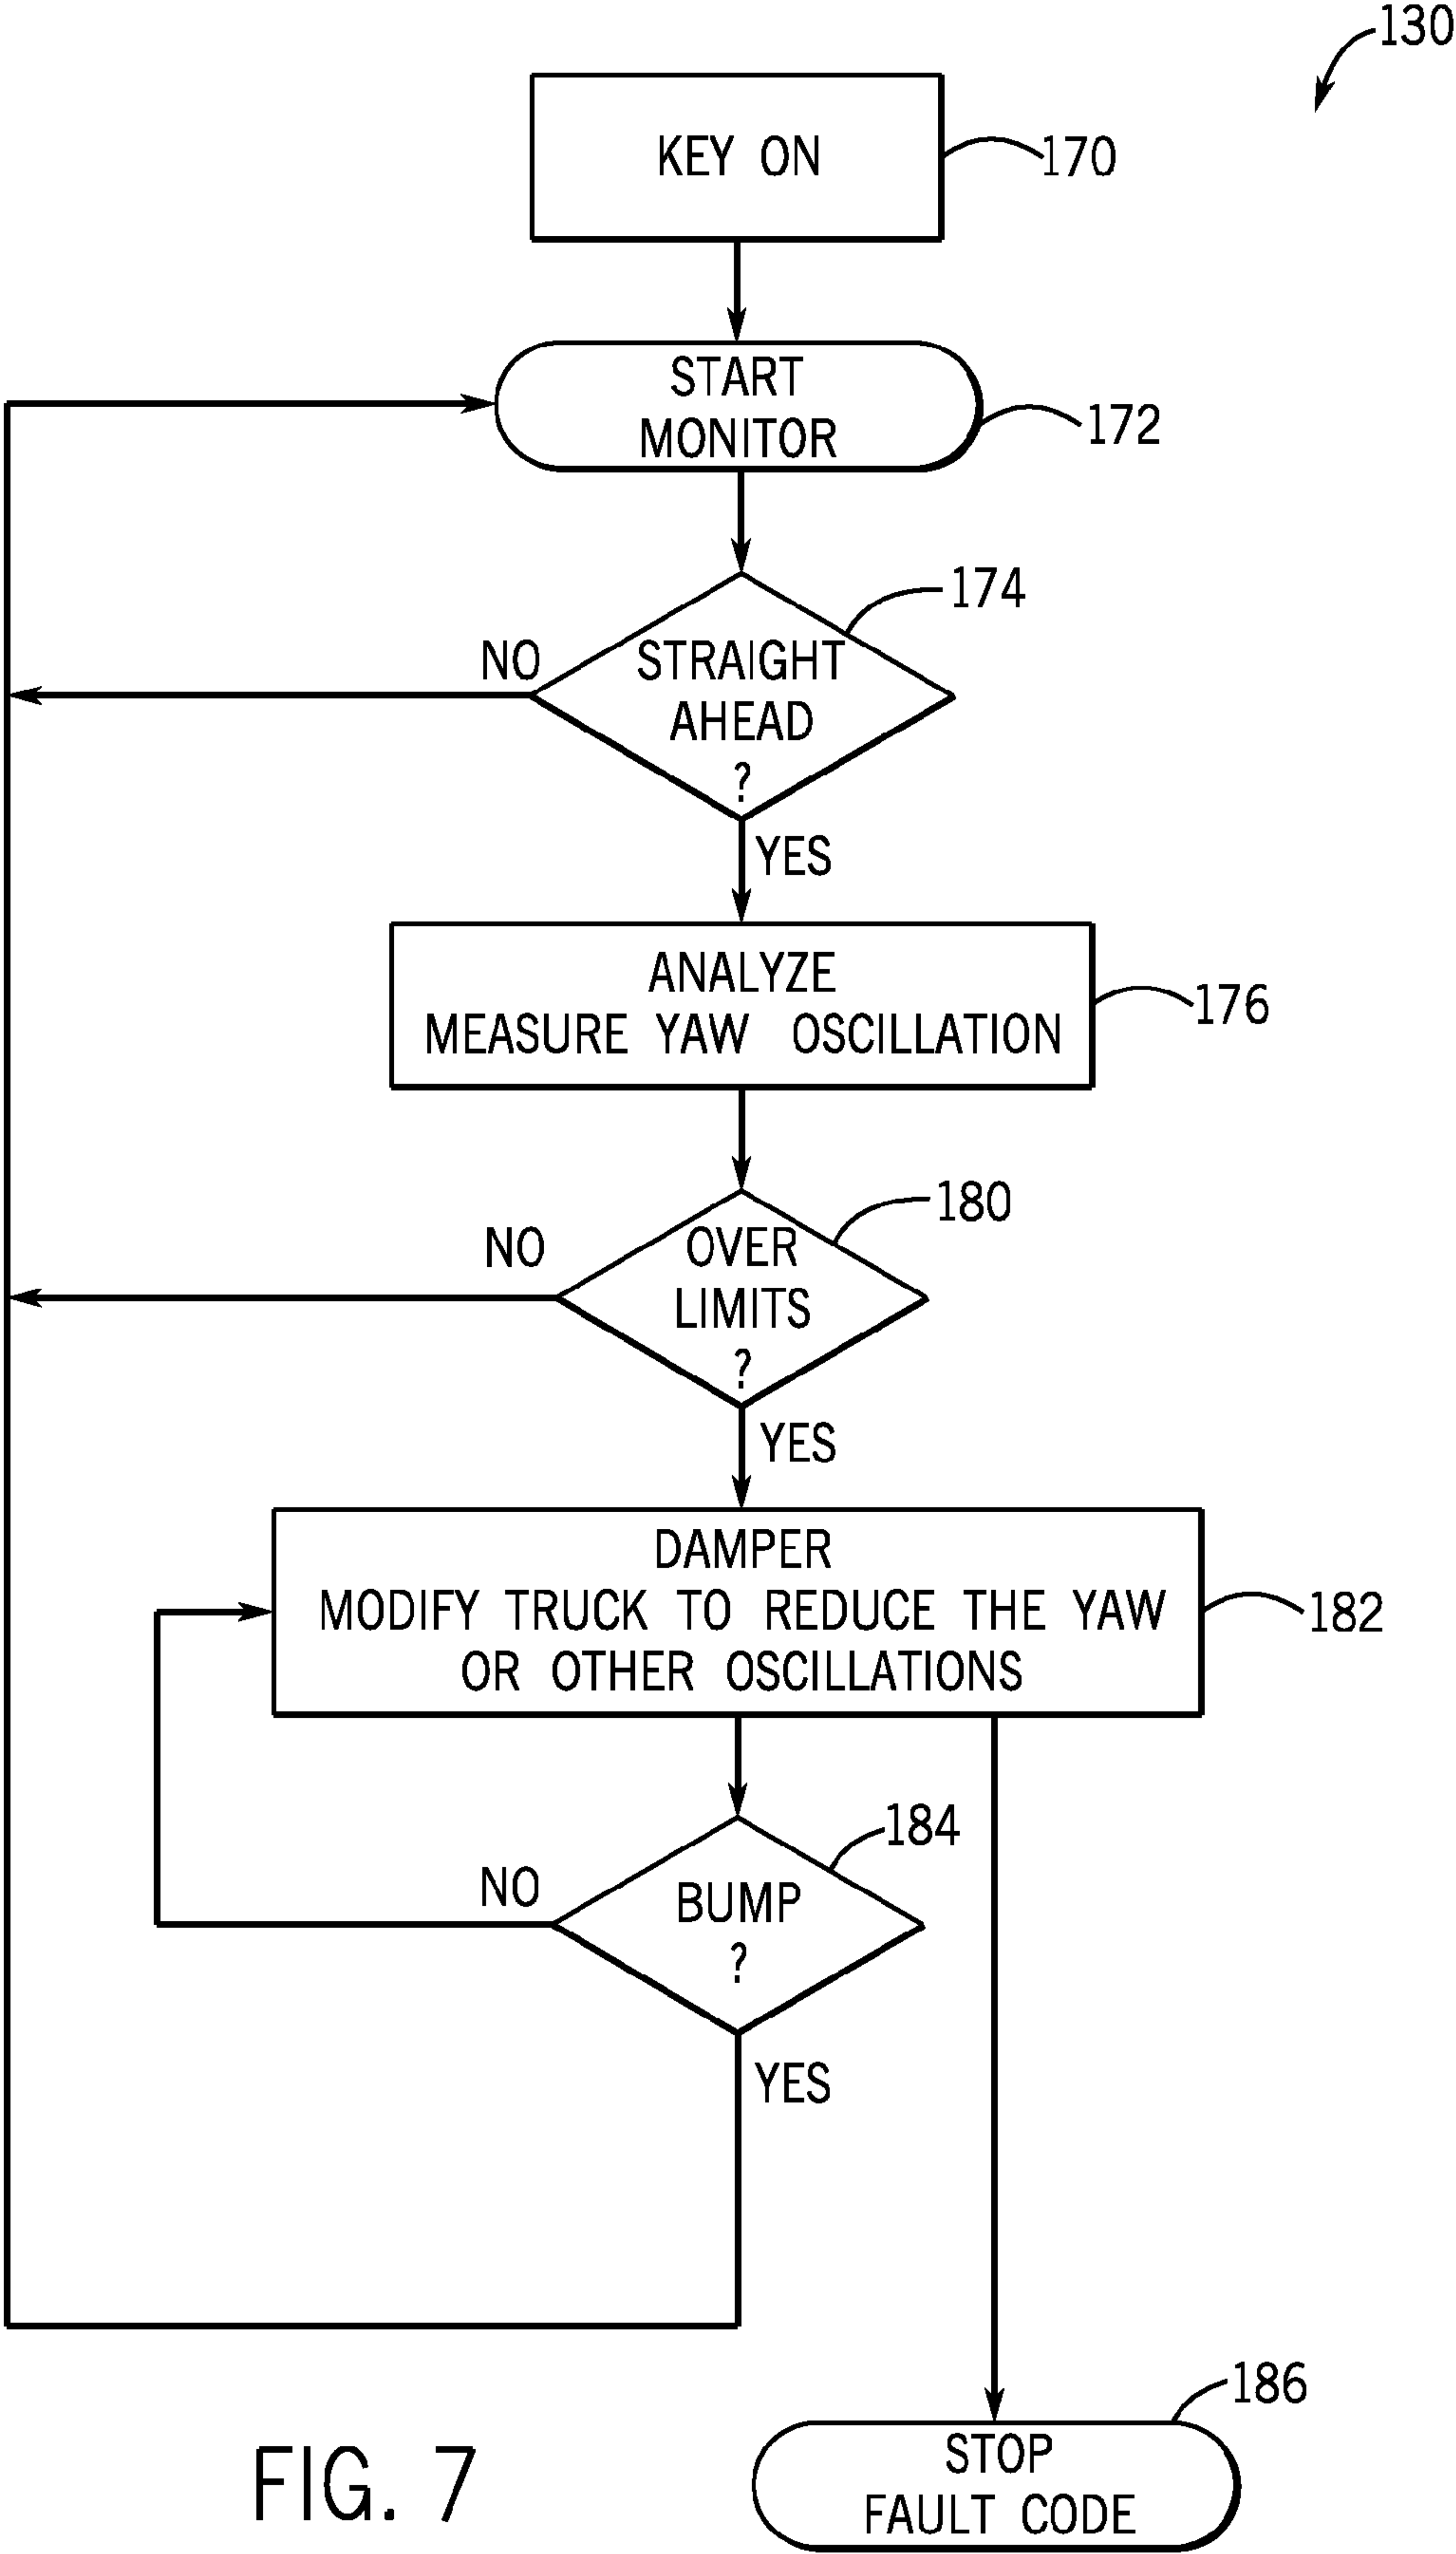 130
KEY ON
170
START
MONITOR
172
174
NO
STRAIGHT
AHEAD
?
YES
ANALYZE
MEASURE YAW OSCILLATION
176
180
NO
OVER
LIMITS
?
YES
DAMPER
MODIFY TRUCK TO REDUCE THE YAW
OR OTHER OSCILLATIONS
182
184
NO
BUMP
?
YES
186
STOP
FAULT CODE
FIG. 7